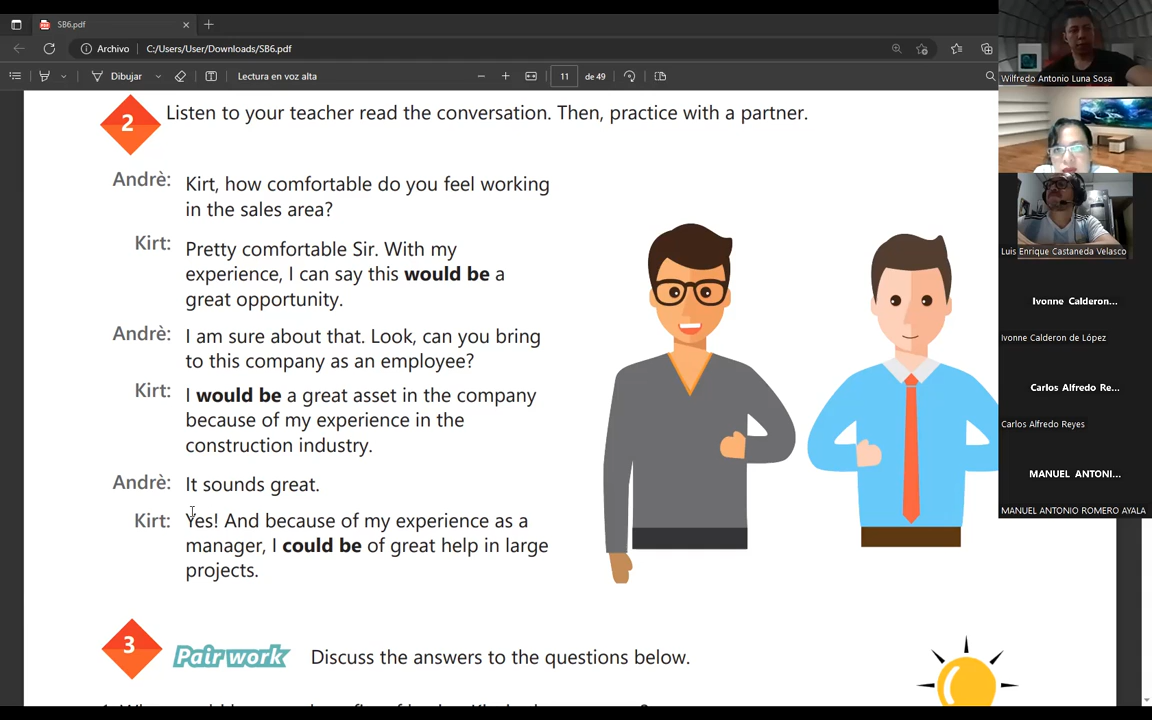 SB6.pdf
Archivo C:/Users/User/Downloads/SB6.pdf
Dibujar Lectura en voz alta 11 de 49
2 Listen to your teacher read the conversation. Then, practice with a partner.
Andrè: Kirt, how comfortable do you feel working
in the sales area?
Kirt: Pretty comfortable Sir. With my
experience, I can say this would be a
great opportunity.
Andrè: I am sure about that. Look, can you bring
to this company as an employee?
Kirt: I would be a great asset in the company
because of my experience in the
construction industry.
Andrè: It sounds great.
Kirt: Yes! And because of my experience as a
manager, I could be of great help in large
projects.
3 Pair work Discuss the answers to the questions below.
Wilfredo Antonio Luna Sosa
Luis Enrique Castaneda Velasco
Ivonne Calderon...
Ivonne Calderon de López
Carlos Alfredo Re...
Carlos Alfredo Reyes
MANUEL ANTONI...
MANUEL ANTONIO ROMERO AYALA